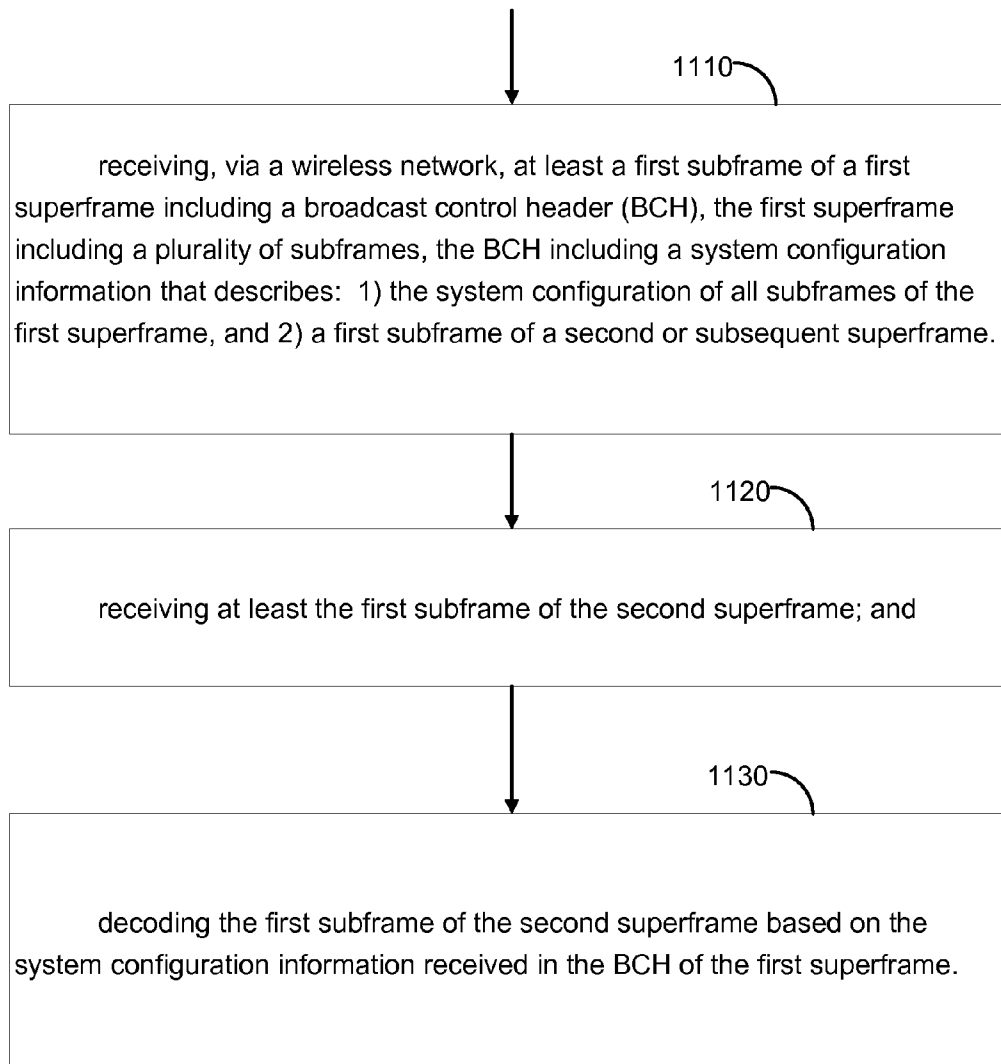 1110
receiving, via a wireless network, at least a first subframe of a first
superframe including a broadcast control header (BCH), the first superframe
including a plurality of subframes, the BCH including a system configuration
information that describes: 1) the system configuration of all subframes of the
first superframe, and 2) a first subframe of a second or subsequent superframe.
1120
receiving at least the first subframe of the second superframe; and
1130
decoding the first subframe of the second superframe based on the
system configuration information received in the BCH of the first superframe.